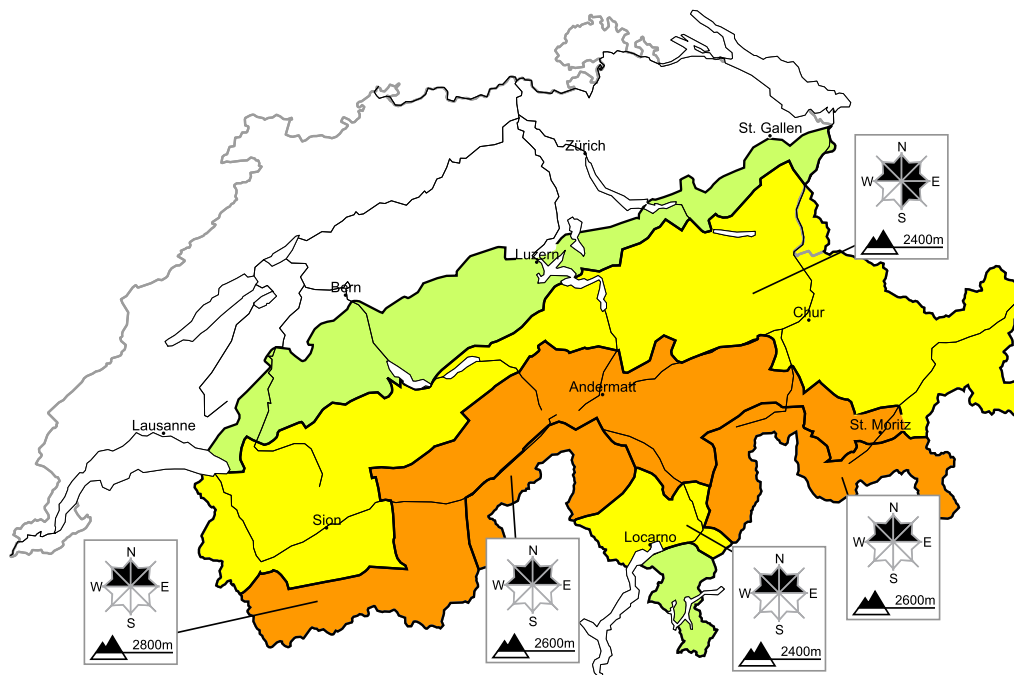 St. Gallen
Zürich
N
W E
S
2400m
Luzern
Bern
Chur
Andermatt
Lausanne
St. Moritz
N
W E
S
2600m
Sion
Locarno
N
W E
S
2800m
N
W E
S
2600m
N
W E
S
2400m